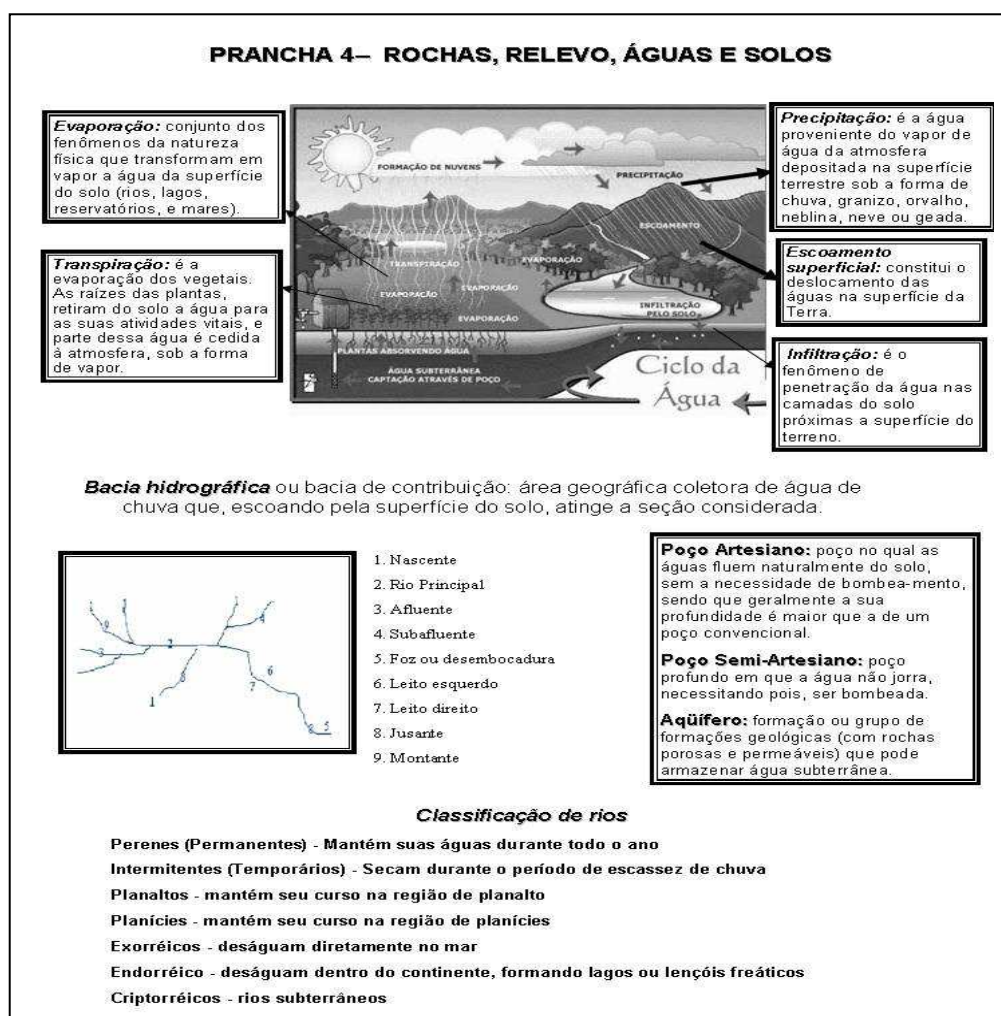 PRANCHA 4– ROCHAS, RELEVO, ÁGUAS E SOLOS
Evaporação: conjunto dos
fenômenos da natureza
física que transformam em
vapor a água da superfície
do solo (rios, lagos,
reservatórios, e mares).
Transpiração: é a
evaporação dos vegetais.
As raízes das plantas,
retiram do solo a água para
as suas atividades vitais, e
parte dessa água é cedida
à atmosfera, sob a forma
de vapor.
FORMAÇÃO DE NUVENS
PRECIPITAÇÃO
ESCOAMENTO
TRANSPIRAÇÃO
EVAPORAÇÃO
EVAPORAÇÃO
EVAPORAÇÃO
EVAPORAÇÃO
INFILTRAÇÃO
PELO SOLO
PLANTAS ABSORVENDO ÁGUA
ÁGUA SUBTERRÂNEA
CAPTAÇÃO ATRAVÉS DE POÇO
Ciclo da
Água
Precipitação: é a água
proveniente do vapor de
água da atmosfera
depositada na superfície
terrestre sob a forma de
chuva, granizo, orvalho,
neblina, neve ou geada.
Escoamento
superficial: constitui o
deslocamento das
águas na superfície da
Terra.
Infiltração: é o
fenômeno de
penetração da água nas
camadas do solo
próximas a superfície do
terreno.
Bacia hidrográfica ou bacia de contribuição: área geográfica coletora de água de
chuva que, escoando pela superfície do solo, atinge a seção considerada.
9
3
2
4
1
6
7
8
5
1. Nascente
2. Rio Principal
3. Afluente
4. Subafluente
5. Foz ou desembocadura
6. Leito esquerdo
7. Leito direito
8. Jusante
9. Montante
Poço Artesiano: poço no qual as
águas fluem naturalmente do solo,
sem a necessidade de bombea-mento,
sendo que geralmente a sua
profundidade é maior que a de um
poço convencional.
Poço Semi-Artesiano: poço
profundo em que a água não jorra,
necessitando pois, ser bombeada.
Aqüífero: formação ou grupo de
formações geológicas (com rochas
porosas e permeáveis) que pode
armazenar água subterrânea.
Classificação de rios
Perenes (Permanentes) - Mantém suas águas durante todo o ano
Intermitentes (Temporários) - Secam durante o período de escassez de chuva
Planaltos - mantém seu curso na região de planalto
Planícies - mantém seu curso na região de planícies
Exorréicos - deságuam diretamente no mar
Endorréico - deságuam dentro do continente, formando lagos ou lençóis freáticos
Criptorréicos - rios subterrâneos